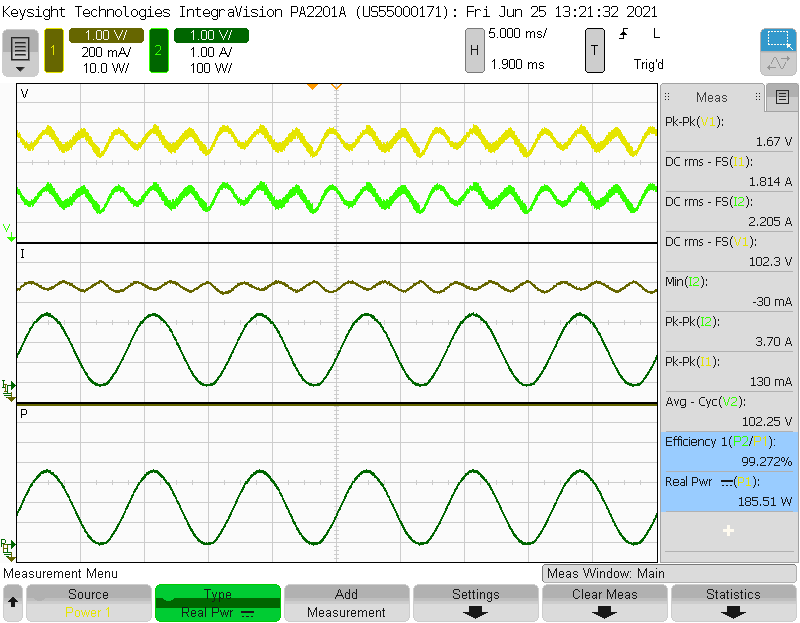 Keysight Technologies IntegraVision PA2201A (US55000171): Fri Jun 25 13:21:32 2021
1 1.00 V/ 2 1.00 V/ H 5.000 ms/ T L
200 mA/ 1.00 A/
10.0 W/ 100 W/ 1.900 ms Trig'd
V
I
P
Meas
Pk-Pk(V1):
1.67 V
DC rms - FS(I1):
1.814 A
DC rms - FS(I2):
2.205 A
DC rms - FS(V1):
102.3 V
Min(I2):
-30 mA
Pk-Pk(I2):
3.70 A
Pk-Pk(I1):
130 mA
Avg - Cyc(V2):
102.25 V
Efficiency 1(P2/P ):
99.272%
Real Pwr (P1):
185.51 W
Measurement Menu
Meas Window: Main
Source
Power 1
Type
Real Pwr
Add
Measurement
Settings
Clear Meas
Statistics